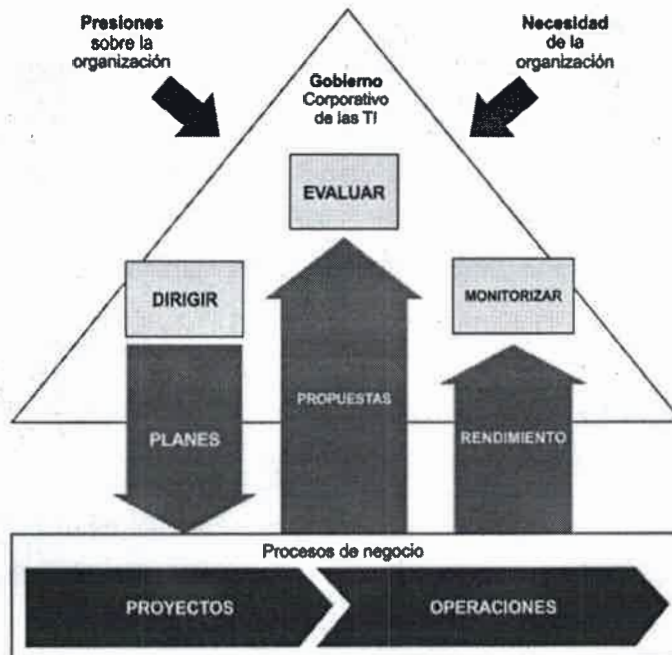 Presiones
sobre la
organización
Necesidad
de la
organización
Gobierno
Corporativo
de las TI
EVALUAR
DIRIGIR
MONITORIZAR
PLANES
PROPUESTAS
RENDIMIENTO
Procesos de negocio
PROYECTOS
OPERACIONES